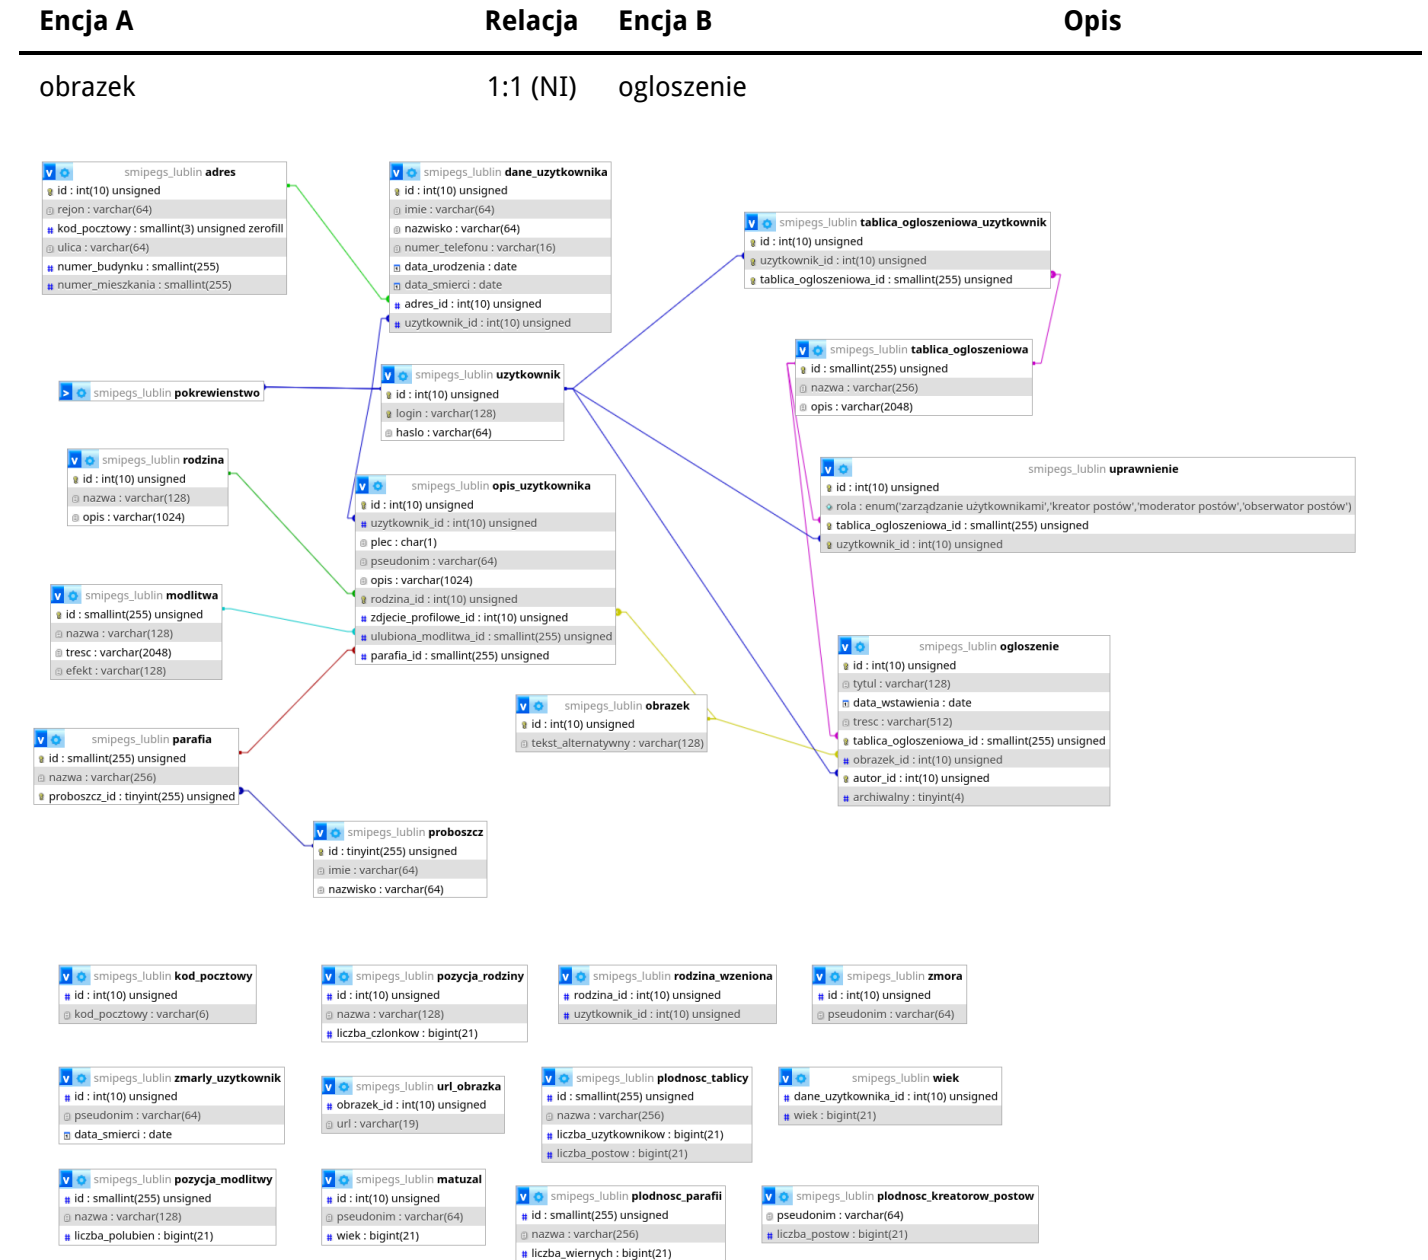 Encja A Relacja Encja B Opis
obrazek 1:1 (NI) ogloszenie
smipegs_lublin adres
id : int(10) unsigned
rejon : varchar(64)
kod_pocztowy : smallint(3) unsigned zerofill
ulica : varchar(64)
numer_budynku : smallint(255)
numer_mieszkania : smallint(255)
smipegs_lublin dane_uzytkownika
id : int(10) unsigned
imie : varchar(64)
nazwisko : varchar(64)
numer_telefonu : varchar(16)
data_urodzenia : date
data_smierci : date
adres_id : int(10) unsigned
uzytkownik_id : int(10) unsigned
smipegs_lublin tablica_ogloszeniowa_uzytkownik
id : int(10) unsigned
uzytkownik_id : int(10) unsigned
tablica_ogloszeniowa_id : smallint(255) unsigned
smipegs_lublin tablica_ogloszeniowa
id : smallint(255) unsigned
nazwa : varchar(256)
opis : varchar(2048)
smipegs_lublin pokrewienstwo
smipegs_lublin uzytkownik
id : int(10) unsigned
login : varchar(128)
haslo : varchar(64)
smipegs_lublin rodzina
id : int(10) unsigned
nazwa : varchar(128)
opis : varchar(1024)
smipegs_lublin opis_uzytkownika
id : int(10) unsigned
uzytkownik_id : int(10) unsigned
plec : char(1)
pseudonim : varchar(64)
opis : varchar(1024)
rodzina_id : int(10) unsigned
zdjecie_profilowe_id : int(10) unsigned
ulubiona_modlitwa_id : smallint(255) unsigned
parafia_id : smallint(255) unsigned
smipegs_lublin uprawnienie
id : int(10) unsigned
rola : enum('zarządzanie użytkownikami','kreator postów','moderator postów','obserwator postów')
tablica_ogloszeniowa_id : smallint(255) unsigned
uzytkownik_id : int(10) unsigned
smipegs_lublin modlitwa
id : smallint(255) unsigned
nazwa : varchar(128)
tresc : varchar(2048)
efekt : varchar(128)
smipegs_lublin ogloszenie
id : int(10) unsigned
tytul : varchar(128)
data_wstawienia : date
tresc : varchar(512)
tablica_ogloszeniowa_id : smallint(255) unsigned
obrazek_id : int(10) unsigned
autor_id : int(10) unsigned
archiwalny : tinyint(4)
smipegs_lublin obrazek
id : int(10) unsigned
tekst_alternatywny : varchar(128)
smipegs_lublin parafia
id : smallint(255) unsigned
nazwa : varchar(256)
proboszcz_id : tinyint(255) unsigned
smipegs_lublin proboszcz
id : tinyint(255) unsigned
imie : varchar(64)
nazwisko : varchar(64)
smipegs_lublin kod_pocztowy
id : int(10) unsigned
kod_pocztowy : varchar(6)
smipegs_lublin pozycja_rodziny
id : int(10) unsigned
nazwa : varchar(128)
liczba_czlonkow : bigint(21)
smipegs_lublin rodzina_wzeniona
rodzina_id : int(10) unsigned
uzytkownik_id : int(10) unsigned
smipegs_lublin zmora
id : int(10) unsigned
pseudonim : varchar(64)
smipegs_lublin zmarly_uzytkownik
id : int(10) unsigned
pseudonim : varchar(64)
data_smierci : date
smipegs_lublin url_obrazka
obrazek_id : int(10) unsigned
url : varchar(19)
smipegs_lublin plodnosc_tablicy
id : smallint(255) unsigned
nazwa : varchar(256)
liczba_uzytkownikow : bigint(21)
liczba_postow : bigint(21)
smipegs_lublin wiek
dane_uzytkownika_id : int(10) unsigned
wiek : bigint(21)
smipegs_lublin pozycja_modlitwy
id : smallint(255) unsigned
nazwa : varchar(128)
liczba_polubien : bigint(21)
smipegs_lublin matuzal
id : int(10) unsigned
pseudonim : varchar(64)
wiek : bigint(21)
smipegs_lublin plodnosc_parafii
id : smallint(255) unsigned
nazwa : varchar(256)
liczba_wiernych : bigint(21)
smipegs_lublin plodnosc_kreatorow_postow
pseudonim : varchar(64)
liczba_postow : bigint(21)